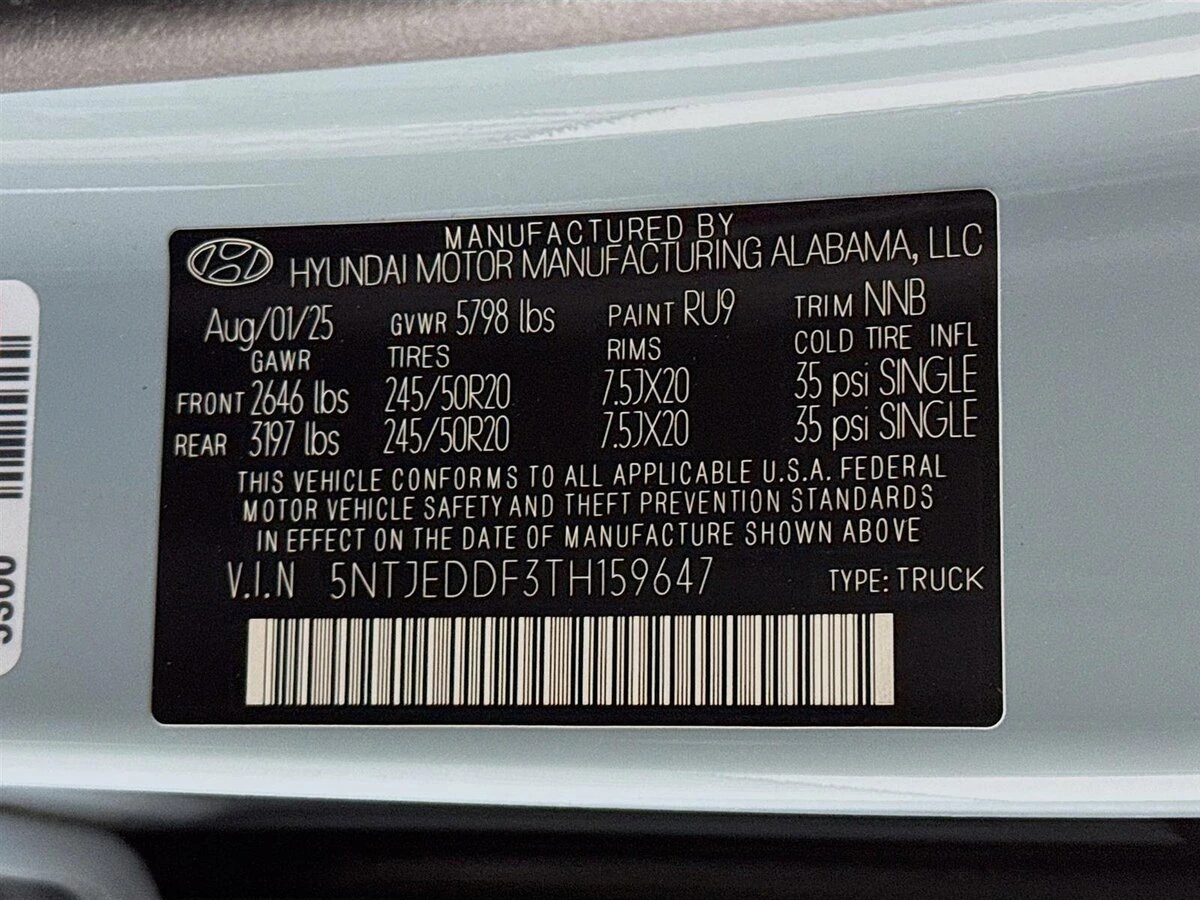 MANUFACTURED BY
HYUNDAI MOTOR MANUFACTURING ALABAMA, LLC
Aug/01/25 GVWR 5798 lbs PAINT RU9 TRIM NNB
GAWR TIRES RIMS COLD TIRE INFL
FRONT 2646 lbs 245/50R20 7.5JX20 35 psi SINGLE
REAR 3197 lbs 245/50R20 7.5JX20 35 psi SINGLE
THIS VEHICLE CONFORMS TO ALL APPLICABLE U.S.A. FEDERAL
MOTOR VEHICLE SAFETY AND THEFT PREVENTION STANDARDS
IN EFFECT ON THE DATE OF MANUFACTURE SHOWN ABOVE
V.I.N 5NTJEDDF3TH159647 TYPE: TRUCK